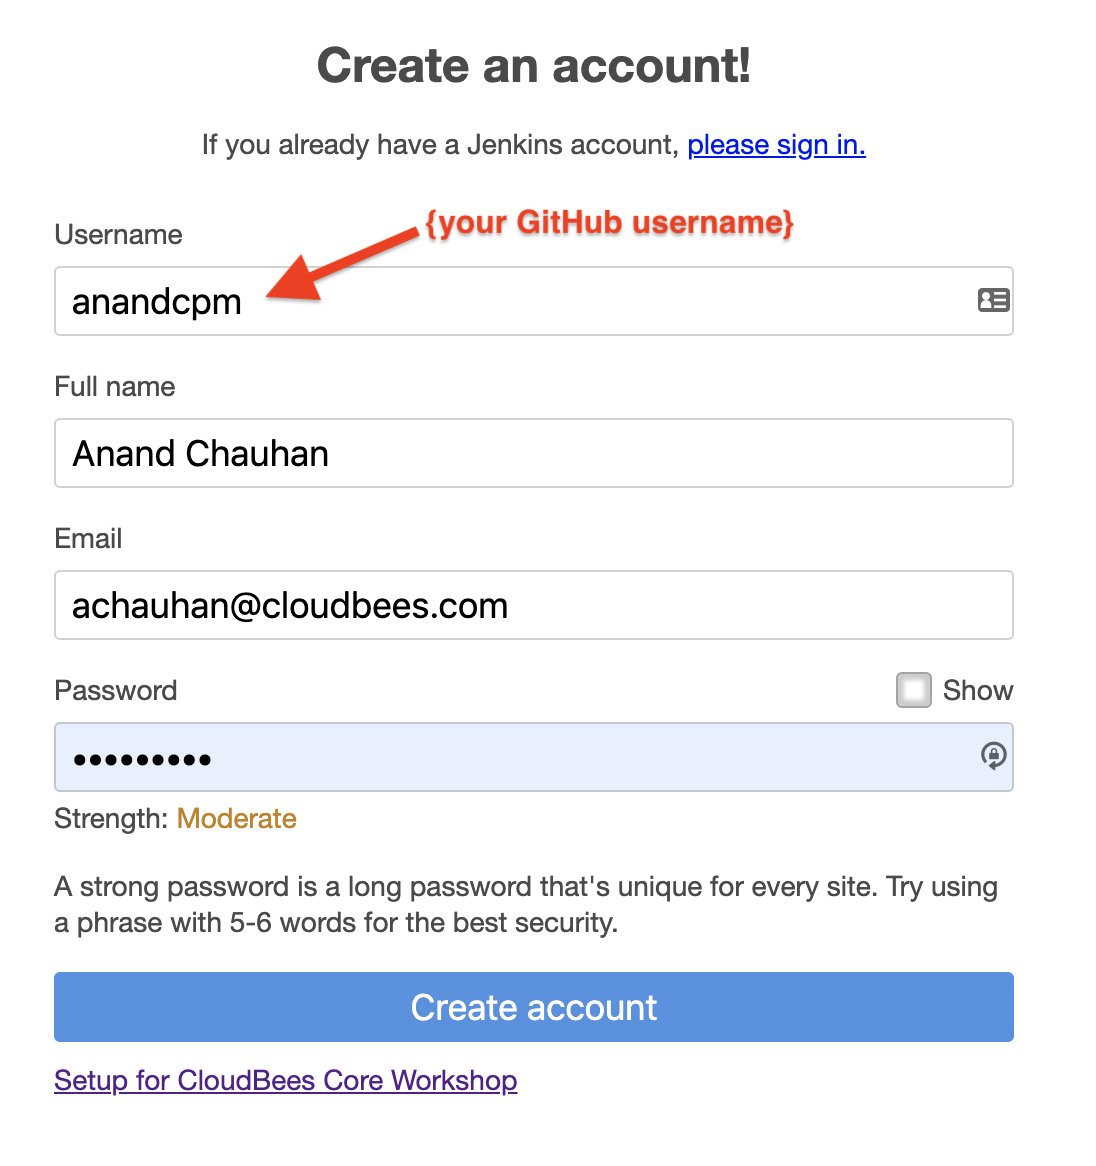 Create an account!
If you already have a Jenkins account, please sign in.
{your GitHub username}
Username
anandcpm
Full name
Anand Chauhan
Email
achauhan@cloudbees.com
Password
Show
•••••••••
Strength: Moderate
A strong password is a long password that's unique for every site. Try using
a phrase with 5-6 words for the best security.
Create account
Setup for CloudBees Core Workshop